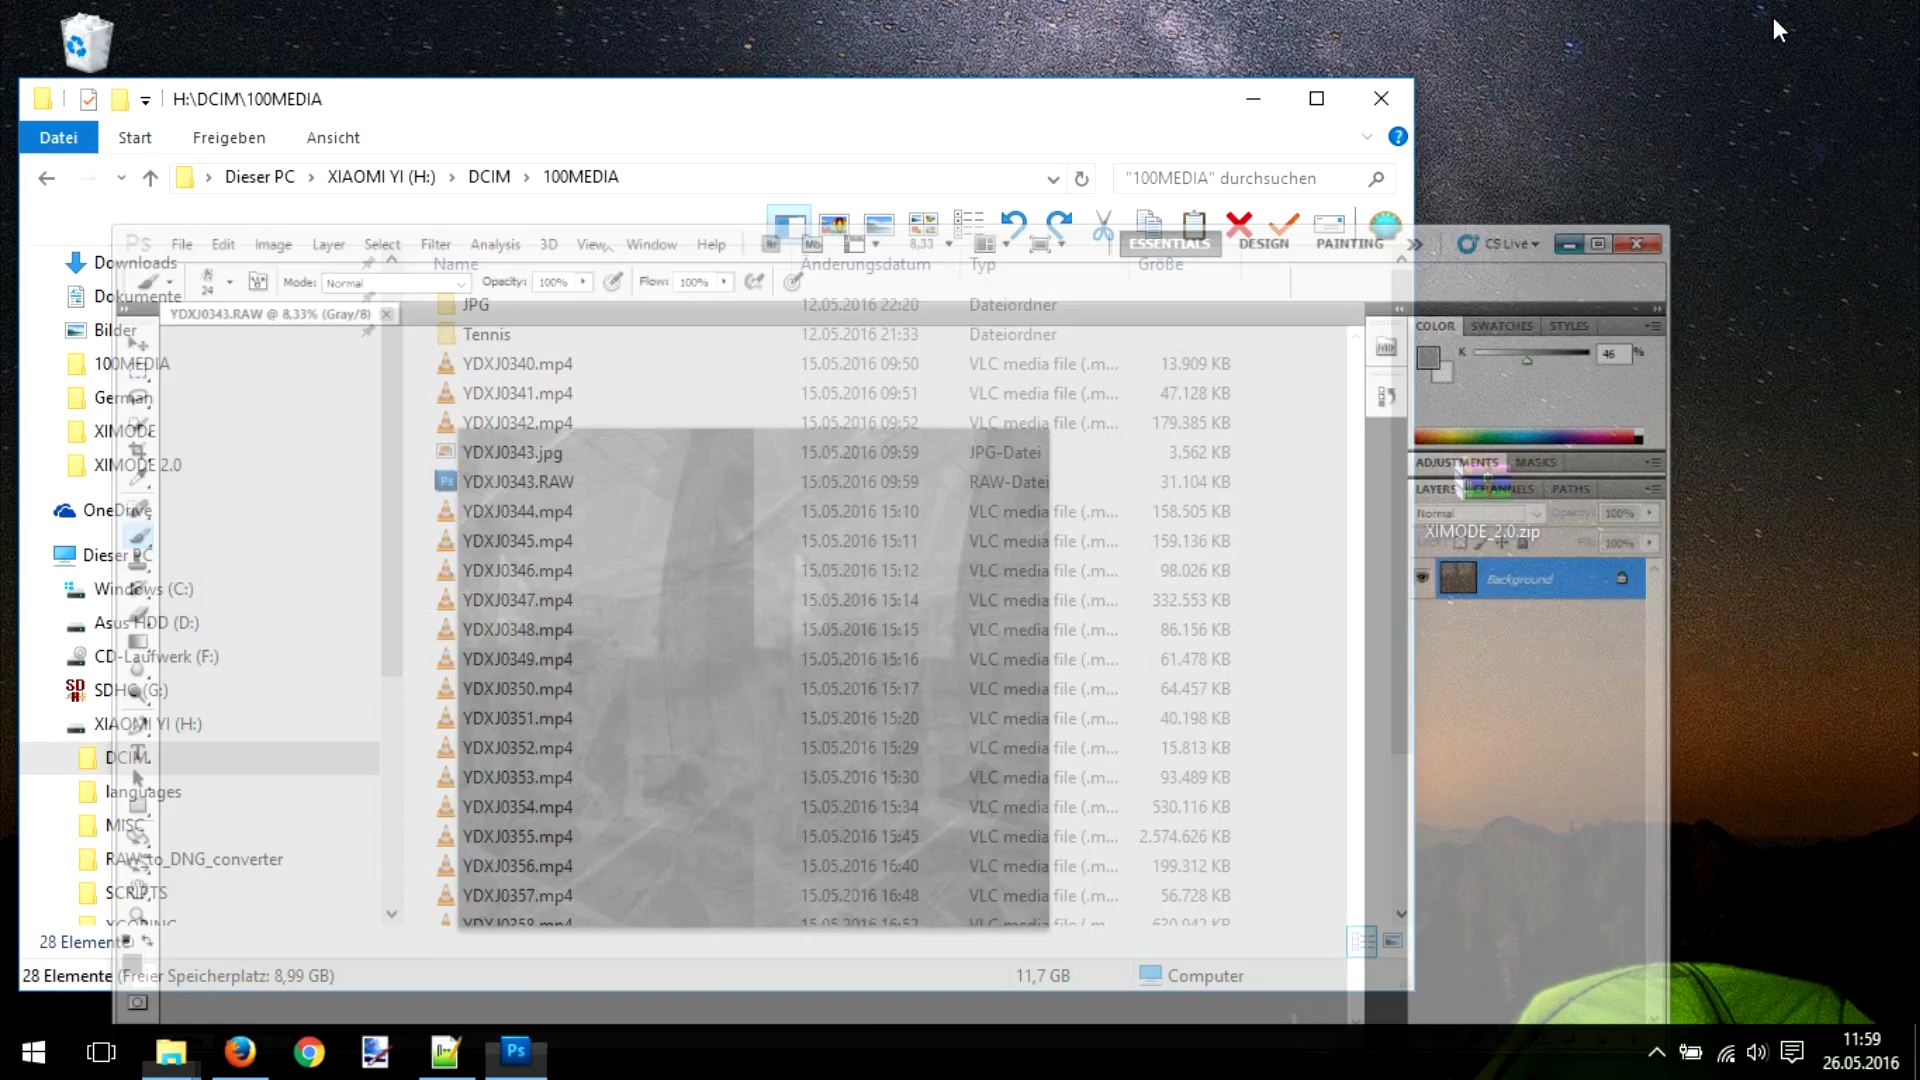 H:\DCIM\100MEDIA
Datei Start Freigeben Ansicht
Dieser PC XIAOMI YI (H:) DCIM 100MEDIA
"100MEDIA" durchsuchen
Ps File Edit Image Layer Select Filter Analysis 3D View Window Help Br Mb 8,33 ESSENTIALS DESIGN PAINTING CS Live
Name Änderungsdatum Typ Größe
24 Mode: Normal Opacity: 100% Flow: 100%
YDXJ0343.RAW @ 8,33% (Gray/8)
Downloads
Dokumente
Bilder
100MEDIA
German
XIMODE
XIMODE 2.0
OneDrive
Dieser PC
Windows (C:)
Asus HDD (D:)
CD-Laufwerk (F:)
SDHC (G:)
XIAOMI YI (H:)
DCIM
languages
MISC
RAW_to_DNG_converter
SCRIPTS
JPG 12.05.2016 22:20 Dateiordner
Tennis 12.05.2016 21:33 Dateiordner
YDXJ0340.mp4 15.05.2016 09:50 VLC media file (.m... 13.909 KB
YDXJ0341.mp4 15.05.2016 09:51 VLC media file (.m... 47.128 KB
YDXJ0342.mp4 15.05.2016 09:52 VLC media file (.m... 179.385 KB
YDXJ0343.jpg 15.05.2016 09:59 JPG-Datei 3.562 KB
YDXJ0343.RAW 15.05.2016 09:59 RAW-Datei 31.104 KB
YDXJ0344.mp4 15.05.2016 15:10 VLC media file (.m... 158.505 KB
YDXJ0345.mp4 15.05.2016 15:11 VLC media file (.m... 159.136 KB
YDXJ0346.mp4 15.05.2016 15:12 VLC media file (.m... 98.026 KB
YDXJ0347.mp4 15.05.2016 15:14 VLC media file (.m... 332.553 KB
YDXJ0348.mp4 15.05.2016 15:15 VLC media file (.m... 86.156 KB
YDXJ0349.mp4 15.05.2016 15:16 VLC media file (.m... 61.478 KB
YDXJ0350.mp4 15.05.2016 15:17 VLC media file (.m... 64.457 KB
YDXJ0351.mp4 15.05.2016 15:20 VLC media file (.m... 40.198 KB
YDXJ0352.mp4 15.05.2016 15:29 VLC media file (.m... 15.813 KB
YDXJ0353.mp4 15.05.2016 15:30 VLC media file (.m... 93.489 KB
YDXJ0354.mp4 15.05.2016 15:34 VLC media file (.m... 530.116 KB
YDXJ0355.mp4 15.05.2016 15:45 VLC media file (.m... 2.574.626 KB
YDXJ0356.mp4 15.05.2016 16:40 VLC media file (.m... 199.312 KB
YDXJ0357.mp4 15.05.2016 16:48 VLC media file (.m... 56.728 KB
YDXJ0358.mp4 15.05.2016 16:52 VLC media file (.m... 630.942 KB
28 Elemente
28 Elemente (Freier Speicherplatz: 8,99 GB) 11,7 GB Computer
COLOR SWATCHES STYLES
K 46 %
ADJUSTMENTS MASKS
LAYERS CHANNELS PATHS
Normal Opacity: 100%
XIMODE_2.0.zip
100%
Background
Ps
11:59
26.05.2016